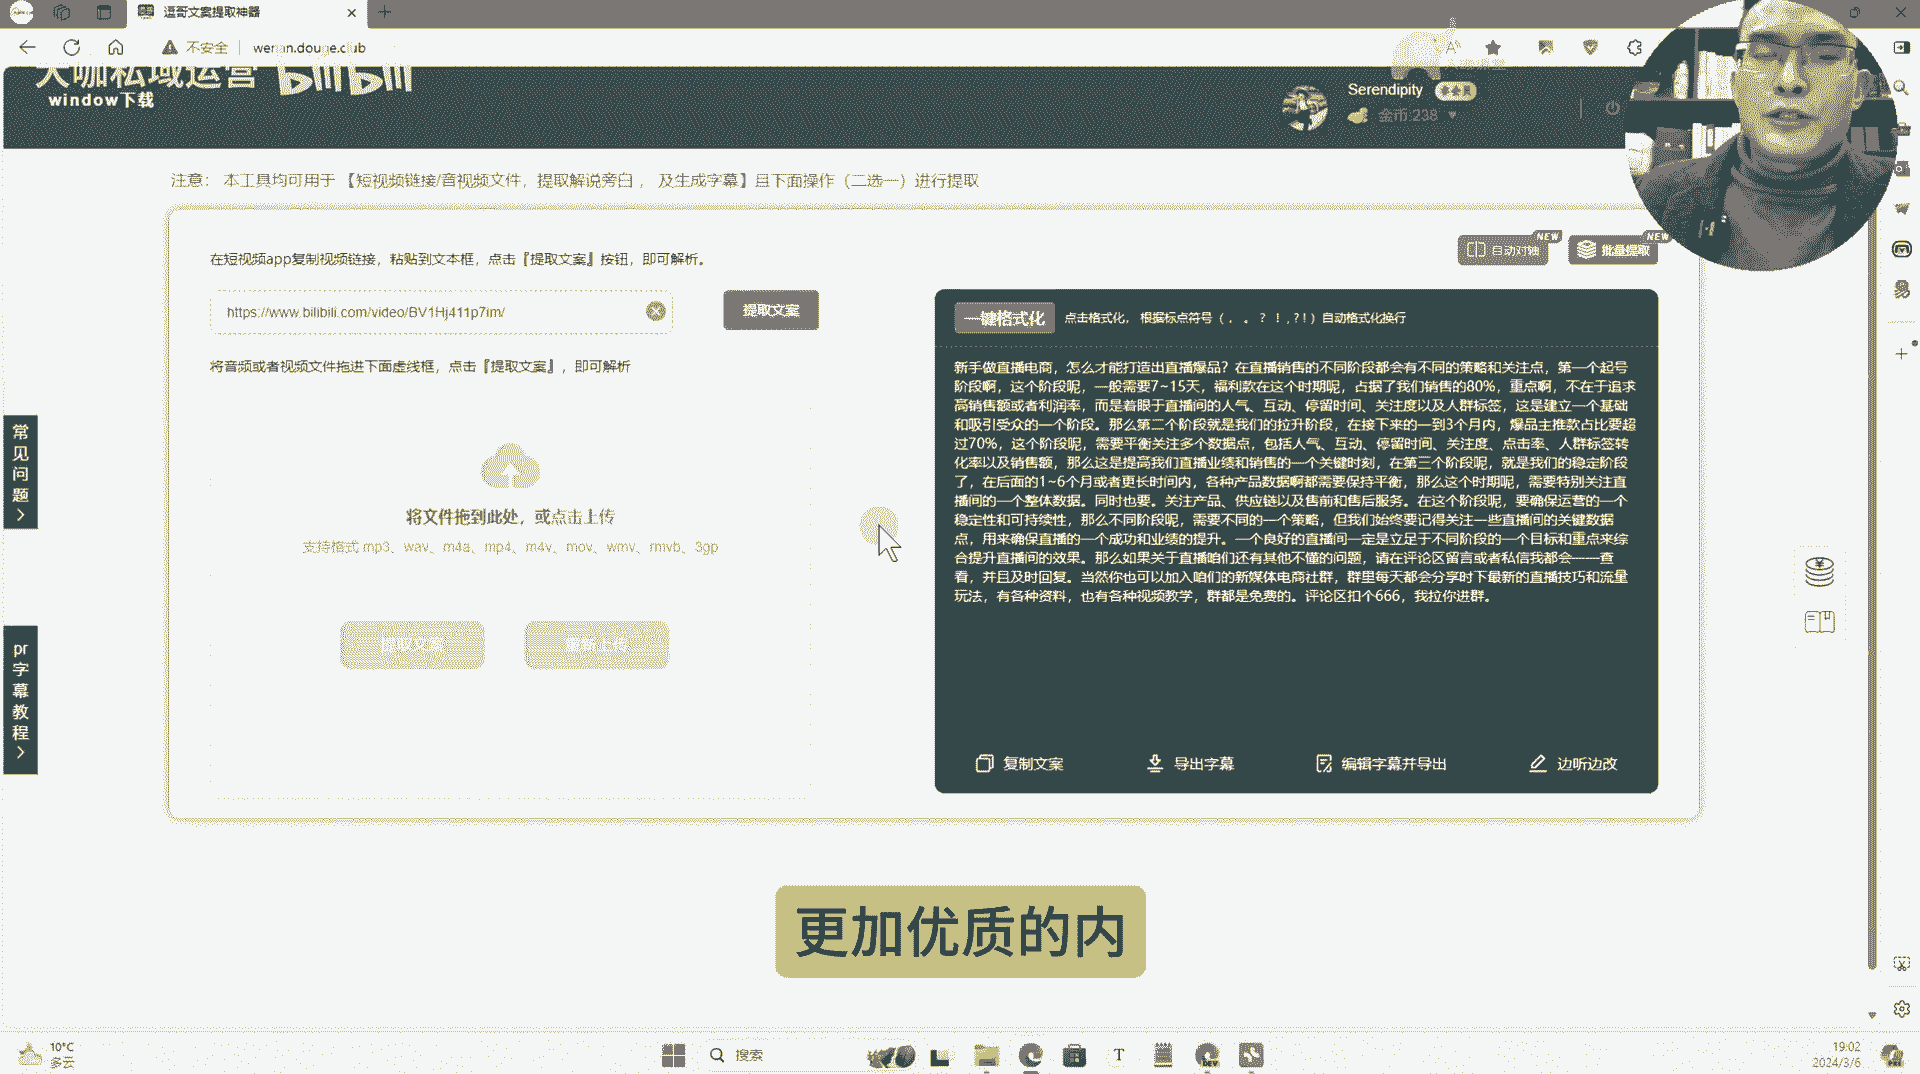 逗哥文案提取神器
不安全
wenan.douge.club
大咖私域运营 bilibili
window下载
Serendipity
金币:238
注意： 本工具均可用于 【短视频链接/音视频文件，提取解说旁白 ， 及生成字幕】且下面操作（二选一）进行提取
在短视频app复制视频链接，粘贴到文本框，点击『提取文案』按钮，即可解析。
自动对轴 NEW
批量提取 NEW
https://www.bilibili.com/video/BV1Hj411p7im/
提取文案
将音频或者视频文件拖进下面虚线框，点击『提取文案』，即可解析
将文件拖到此处，或点击上传
支持格式 mp3、wav、m4a、mp4、m4v、mov、wmv、rmvb、3gp
提取文案
重新上传
一键格式化
点击格式化， 根据标点符号（ ， 。 ？ ！,?!）自动格式化换行
新手做直播电商，怎么才能打造出直播爆品？在直播销售的不同阶段都会有不同的策略和关注点，第一个起号
阶段啊，这个阶段呢，一般需要7~15天，福利款在这个时期呢，占据了我们销售的80%，重点啊，不在于追求
高销售额或者利润率，而是着眼于直播间的人气、互动、停留时间、关注度以及人群标签，这是建立一个基础
和吸引受众的一个阶段。那么第二个阶段就是我们的拉升阶段，在接下来的一到3个月内，爆品主推款占比要超
过70%，这个阶段呢，需要平衡关注多个数据点，包括人气、互动、停留时间、关注度、点击率、人群标签转
化率以及销售额，那么这是提高我们直播业绩和销售的一个关键时刻，在第三个阶段呢，就是我们的稳定阶段
了，在后面的1~6个月或者更长时间内，各种产品数据啊都需要保持平衡，那么这个时期呢，需要特别关注直
播间的一个整体数据。同时也要。关注产品、供应链以及售前和售后服务。在这个阶段呢，要确保运营的一个
稳定性和可持续性，那么不同阶段呢，需要不同的一个策略，但我们始终要记得关注一些直播间的关键数据
点，用来确保直播的一个成功和业绩的提升。一个良好的直播间一定是立足于不同阶段的一个目标和重点来综
合提升直播间的效果。那么如果关于直播咱们还有其他不懂的问题，请在评论区留言或者私信我都会一一查
看，并且及时回复。当然你也可以加入咱们的新媒体电商社群，群里每天都会分享时下最新的直播技巧和流量
玩法，有各种资料，也有各种视频教学，群都是免费的。评论区扣个666，我拉你进群。
复制文案
导出字幕
编辑字幕并导出
边听边改
常见问题
pr字幕教程
更加优质的内
10°C
多云
搜索
19:02
2024/3/6